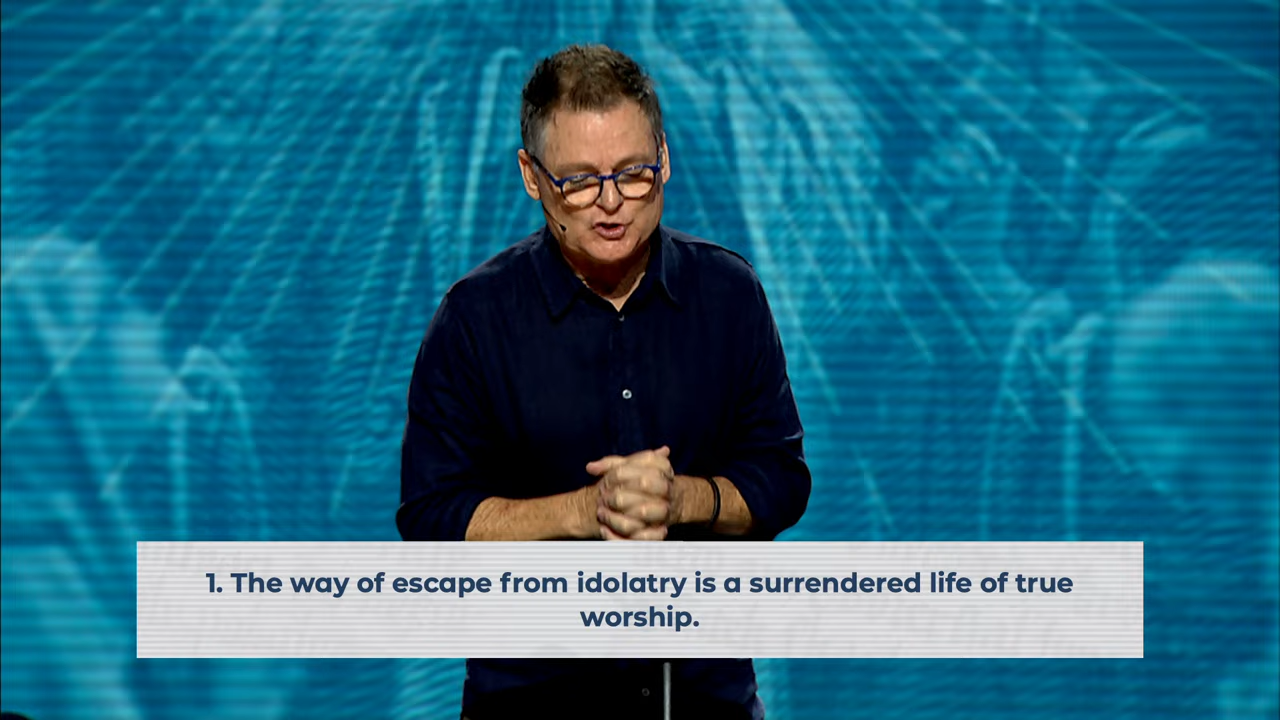 1. The way of escape from idolatry is a surrendered life of true
worship.